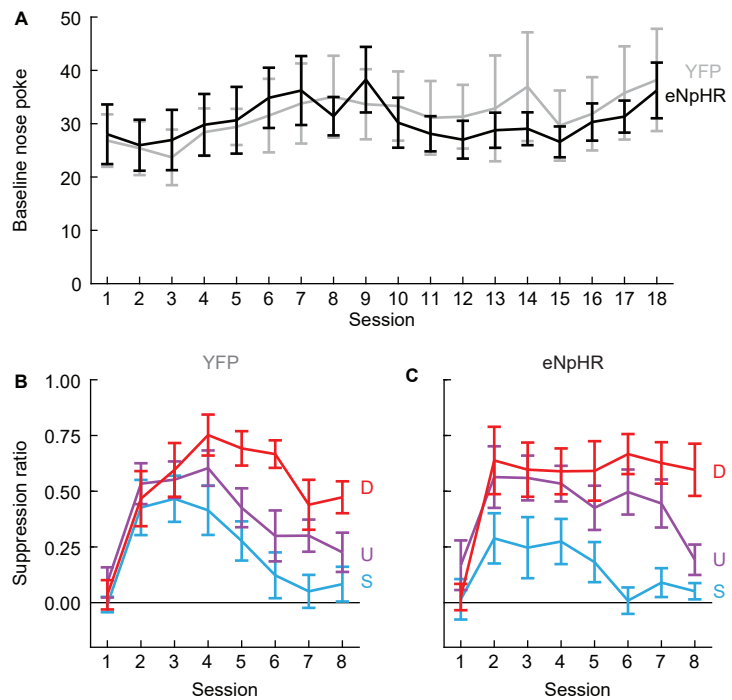 A
50
40
30
20
10
0
Baseline nose poke
YFP
eNpHR
1 2 3 4 5 6 7 8 9 10 11 12 13 14 15 16 17 18
Session
B
YFP
1.00
0.75
0.50
0.25
0.00
Suppression ratio
D
U
S
1 2 3 4 5 6 7 8
Session
C
eNpHR
D
U
S
1 2 3 4 5 6 7 8
Session